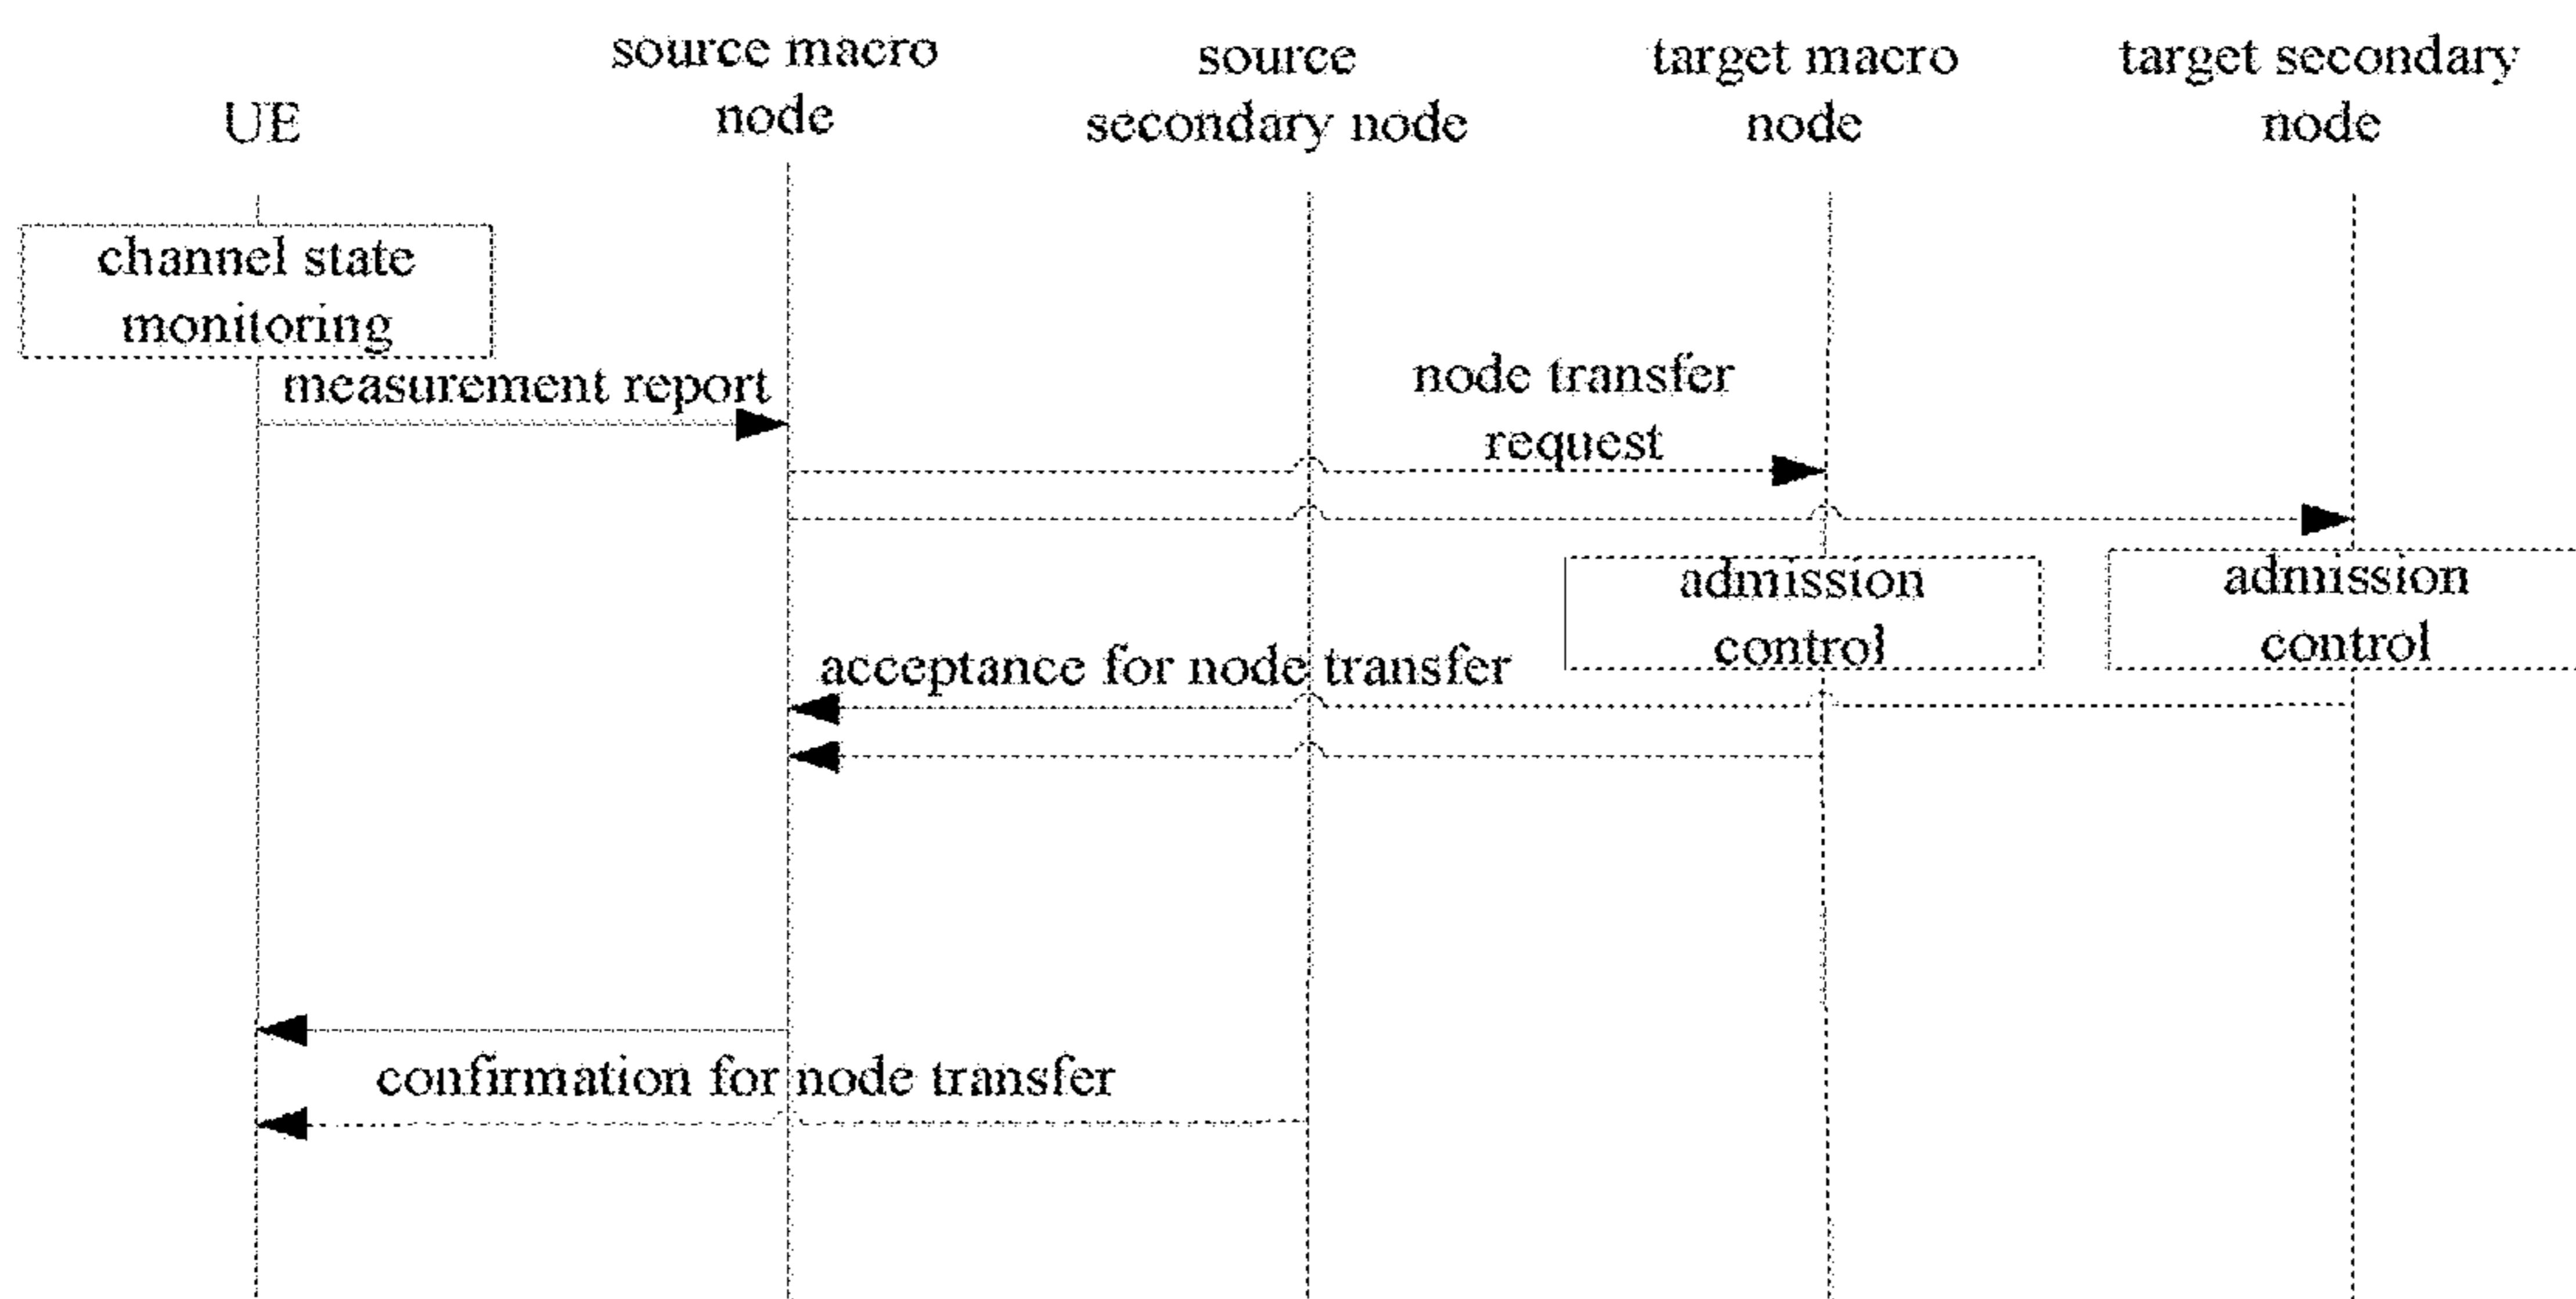 UE
source macro
node
source
secondary node
target macro
node
target secondary
node
channel state
monitoring
measurement report
node transfer
request
admission
control
admission
control
acceptance for node transfer
confirmation for node transfer